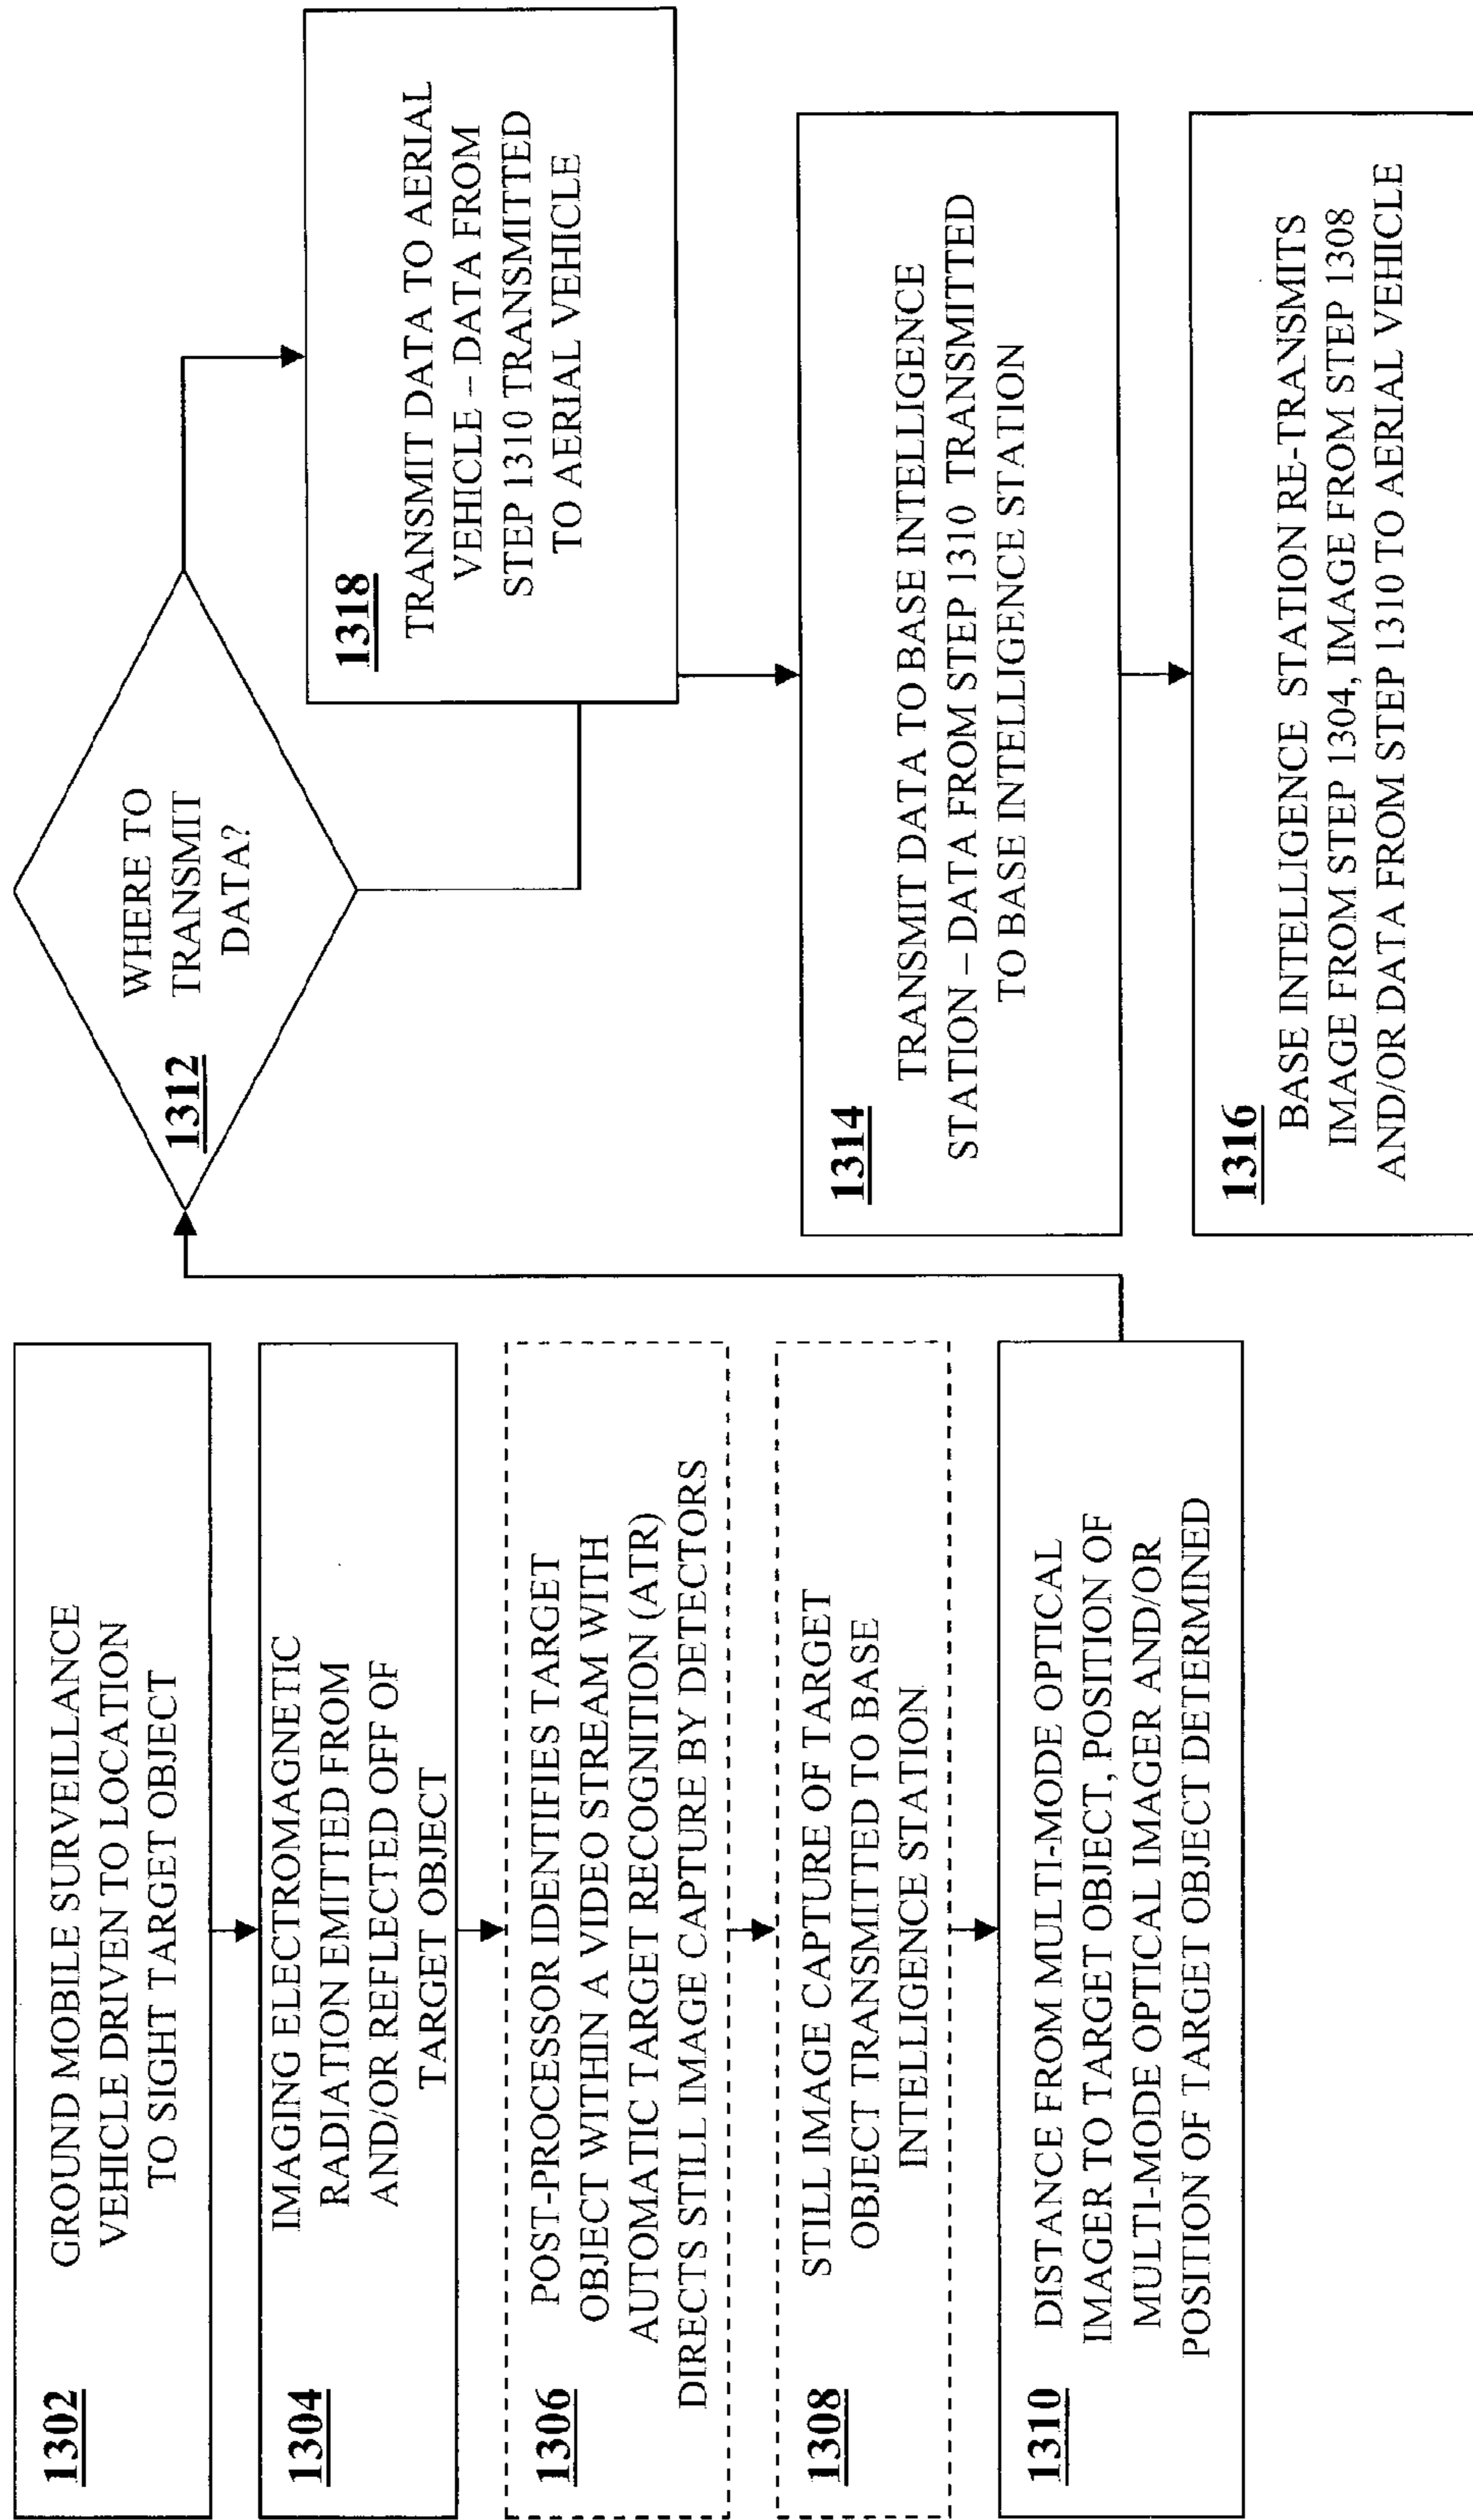 1302
GROUND MOBILE SURVEILLANCE
VEHICLE DRIVEN TO LOCATION
TO SIGHT TARGET OBJECT
1304
IMAGING ELECTROMAGNETIC
RADIATION EMITTED FROM
AND/OR REFLECTED OFF OF
TARGET OBJECT
1306
POST-PROCESSOR IDENTIFIES TARGET
OBJECT WITHIN A VIDEO STREAM WITH
AUTOMATIC TARGET RECOGNITION (ATR)
DIRECTS STILL IMAGE CAPTURE BY DETECTORS
1308
STILL IMAGE CAPTURE OF TARGET
OBJECT TRANSMITTED TO BASE
INTELLIGENCE STATION
1310
DISTANCE FROM MULTI-MODE OPTICAL
IMAGER TO TARGET OBJECT, POSITION OF
MULTI-MODE OPTICAL IMAGER AND/OR
POSITION OF TARGET OBJECT DETERMINED
WHERE TO
TRANSMIT
DATA?
1312
1318
TRANSMIT DATA TO AERIAL
VEHICLE – DATA FROM
STEP 1310 TRANSMITTED
TO AERIAL VEHICLE
1314
TRANSMIT DATA TO BASE INTELLIGENCE
STATION – DATA FROM STEP 1310 TRANSMITTED
TO BASE INTELLIGENCE STATION
1316
BASE INTELLIGENCE STATION RE-TRANSMITS
IMAGE FROM STEP 1304, IMAGE FROM STEP 1308
AND/OR DATA FROM STEP 1310 TO AERIAL VEHICLE